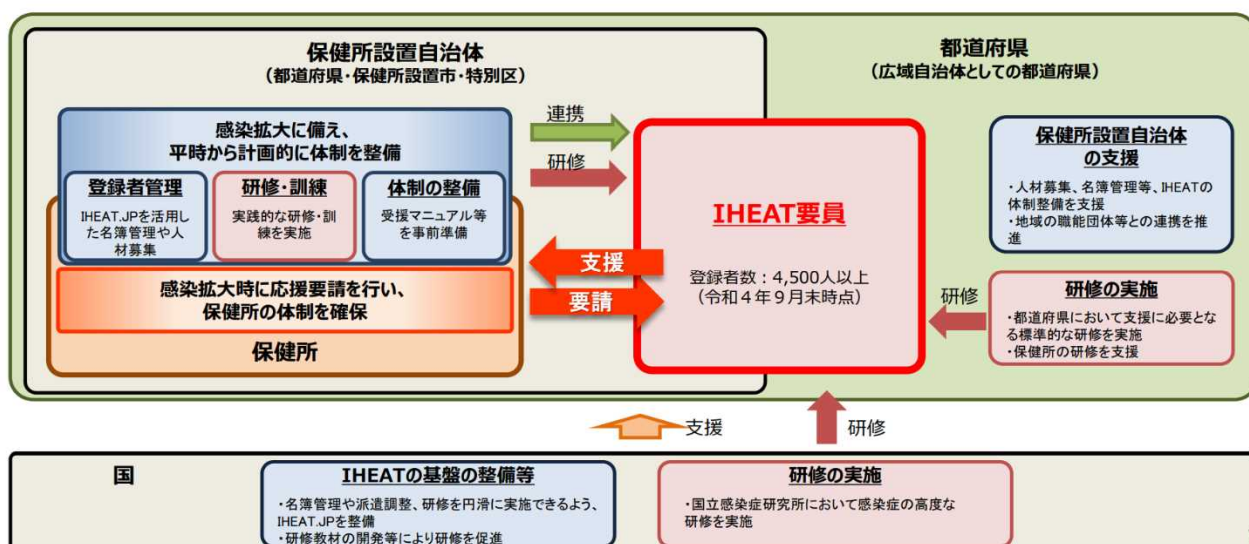 保健所設置自治体
（都道府県・保健所設置市・特別区）
感染拡大に備え、
平時から計画的に体制を整備
登録者管理
IHEAT.JPを活用し
た名簿管理や人
材募集
研修・訓練
実践的な研修・訓
練を実施
体制の整備
受援マニュアル等
を事前準備
感染拡大時に応援要請を行い、
保健所の体制を確保
保健所
連携
研修
支援
要請
IHEAT要員
登録者数：4,500人以上
（令和４年９月末時点）
都道府県
（広域自治体としての都道府県）
保健所設置自治体
の支援
・人材募集、名簿管理等、IHEATの
体制整備を支援
・地域の職能団体等との連携を推
進
研修
研修の実施
・都道府県において支援に必要とな
る標準的な研修を実施
・保健所の研修を支援
支援
研修
国
IHEATの基盤の整備等
・名簿管理や派遣調整、研修を円滑に実施できるよう、
IHEAT.JPを整備
・研修教材の開発等により研修を促進
研修の実施
・国立感染症研究所において感染症の高度な
研修を実施